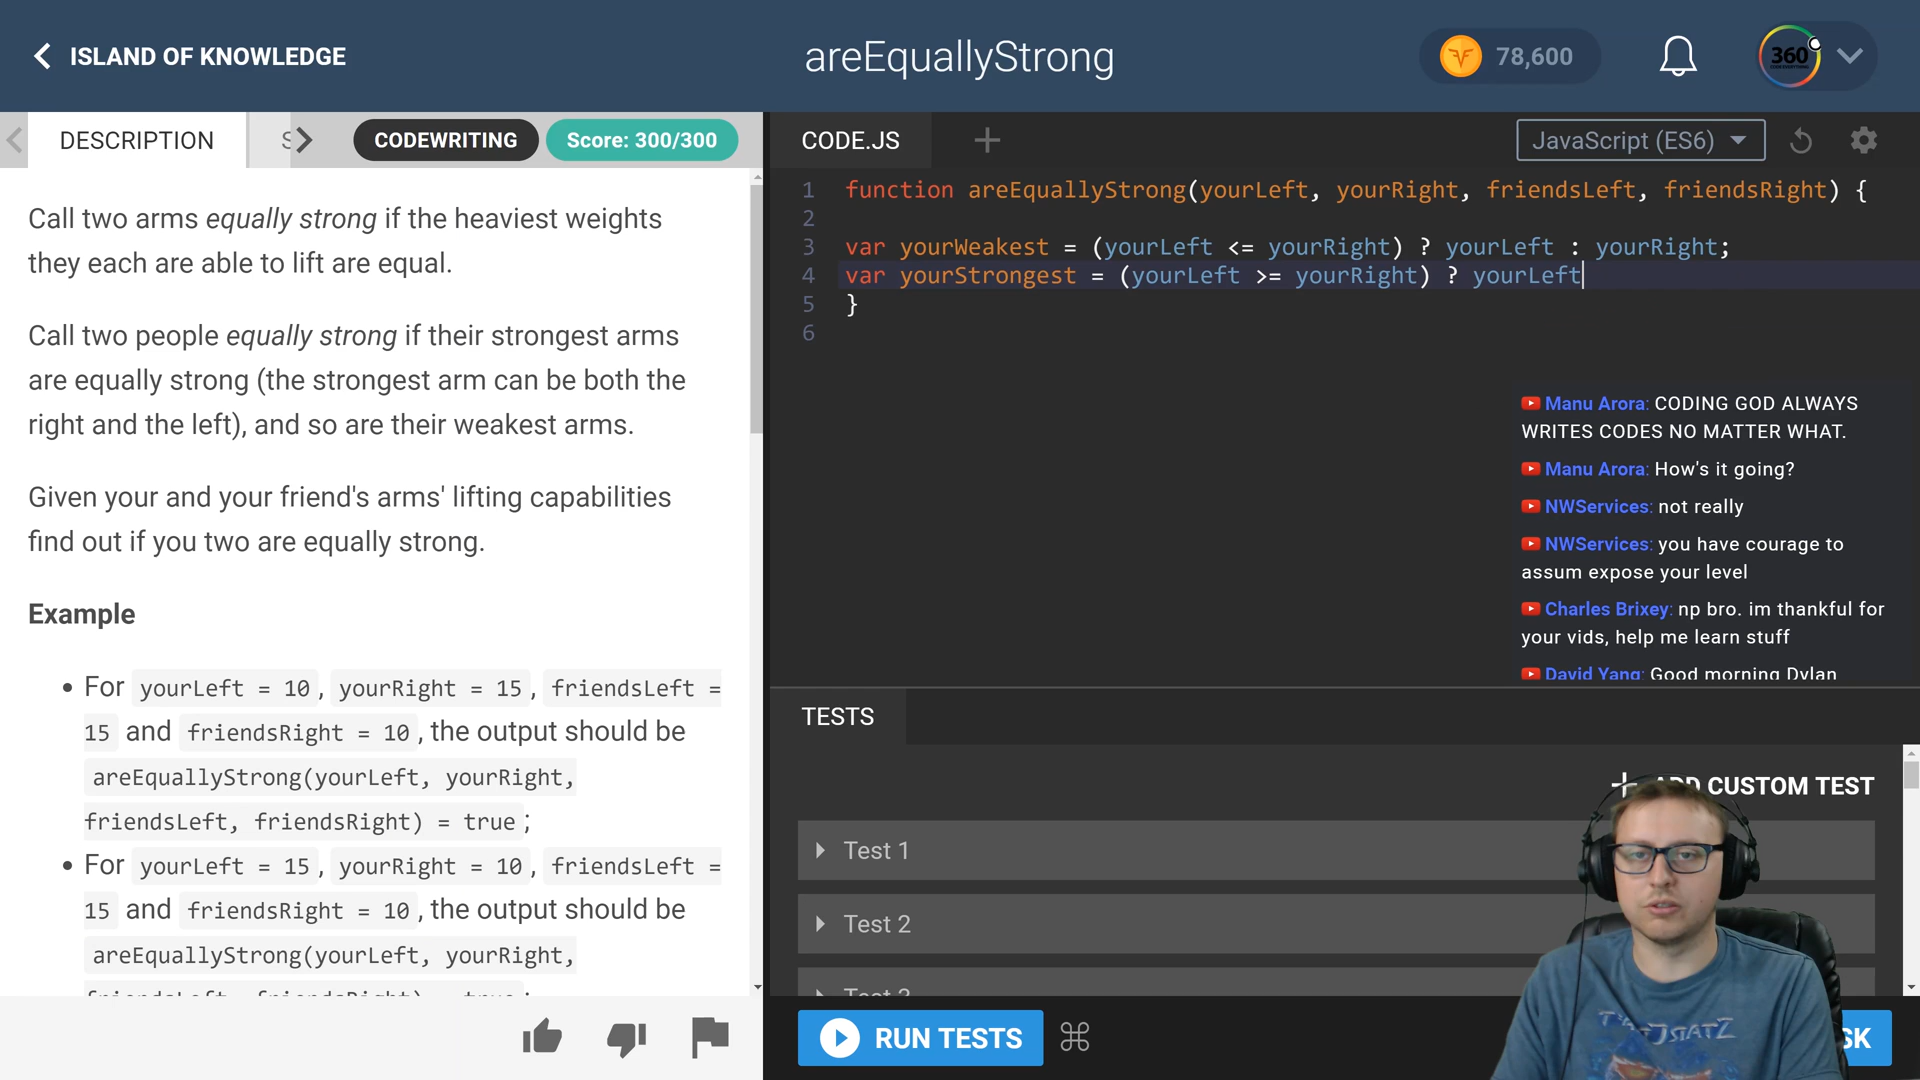 ISLAND OF KNOWLEDGE
areEquallyStrong
78,600
360
DESCRIPTION
CODEWRITING
Score: 300/300
Call two arms equally strong if the heaviest weights
they each are able to lift are equal.
Call two people equally strong if their strongest arms
are equally strong (the strongest arm can be both the
right and the left), and so are their weakest arms.
Given your and your friend's arms' lifting capabilities
find out if you two are equally strong.
Example
For yourLeft = 10, yourRight = 15, friendsLeft =
15 and friendsRight = 10, the output should be
areEquallyStrong(yourLeft, yourRight,
friendsLeft, friendsRight) = true;
For yourLeft = 15, yourRight = 10, friendsLeft =
15 and friendsRight = 10, the output should be
areEquallyStrong(yourLeft, yourRight,
CODE.JS
JavaScript (ES6)
1 function areEquallyStrong(yourLeft, yourRight, friendsLeft, friendsRight) {
2
3 var yourWeakest = (yourLeft <= yourRight) ? yourLeft : yourRight;
4 var yourStrongest = (yourLeft >= yourRight) ? yourLeft
5 }
6
Manu Arora: CODING GOD ALWAYS
WRITES CODES NO MATTER WHAT.
Manu Arora: How's it going?
NWServices: not really
NWServices: you have courage to
assum expose your level
Charles Brixey: np bro. im thankful for
your vids, help me learn stuff
David Yang: Good morning Dylan
TESTS
ADD CUSTOM TEST
Test 1
Test 2
Test 3
RUN TESTS